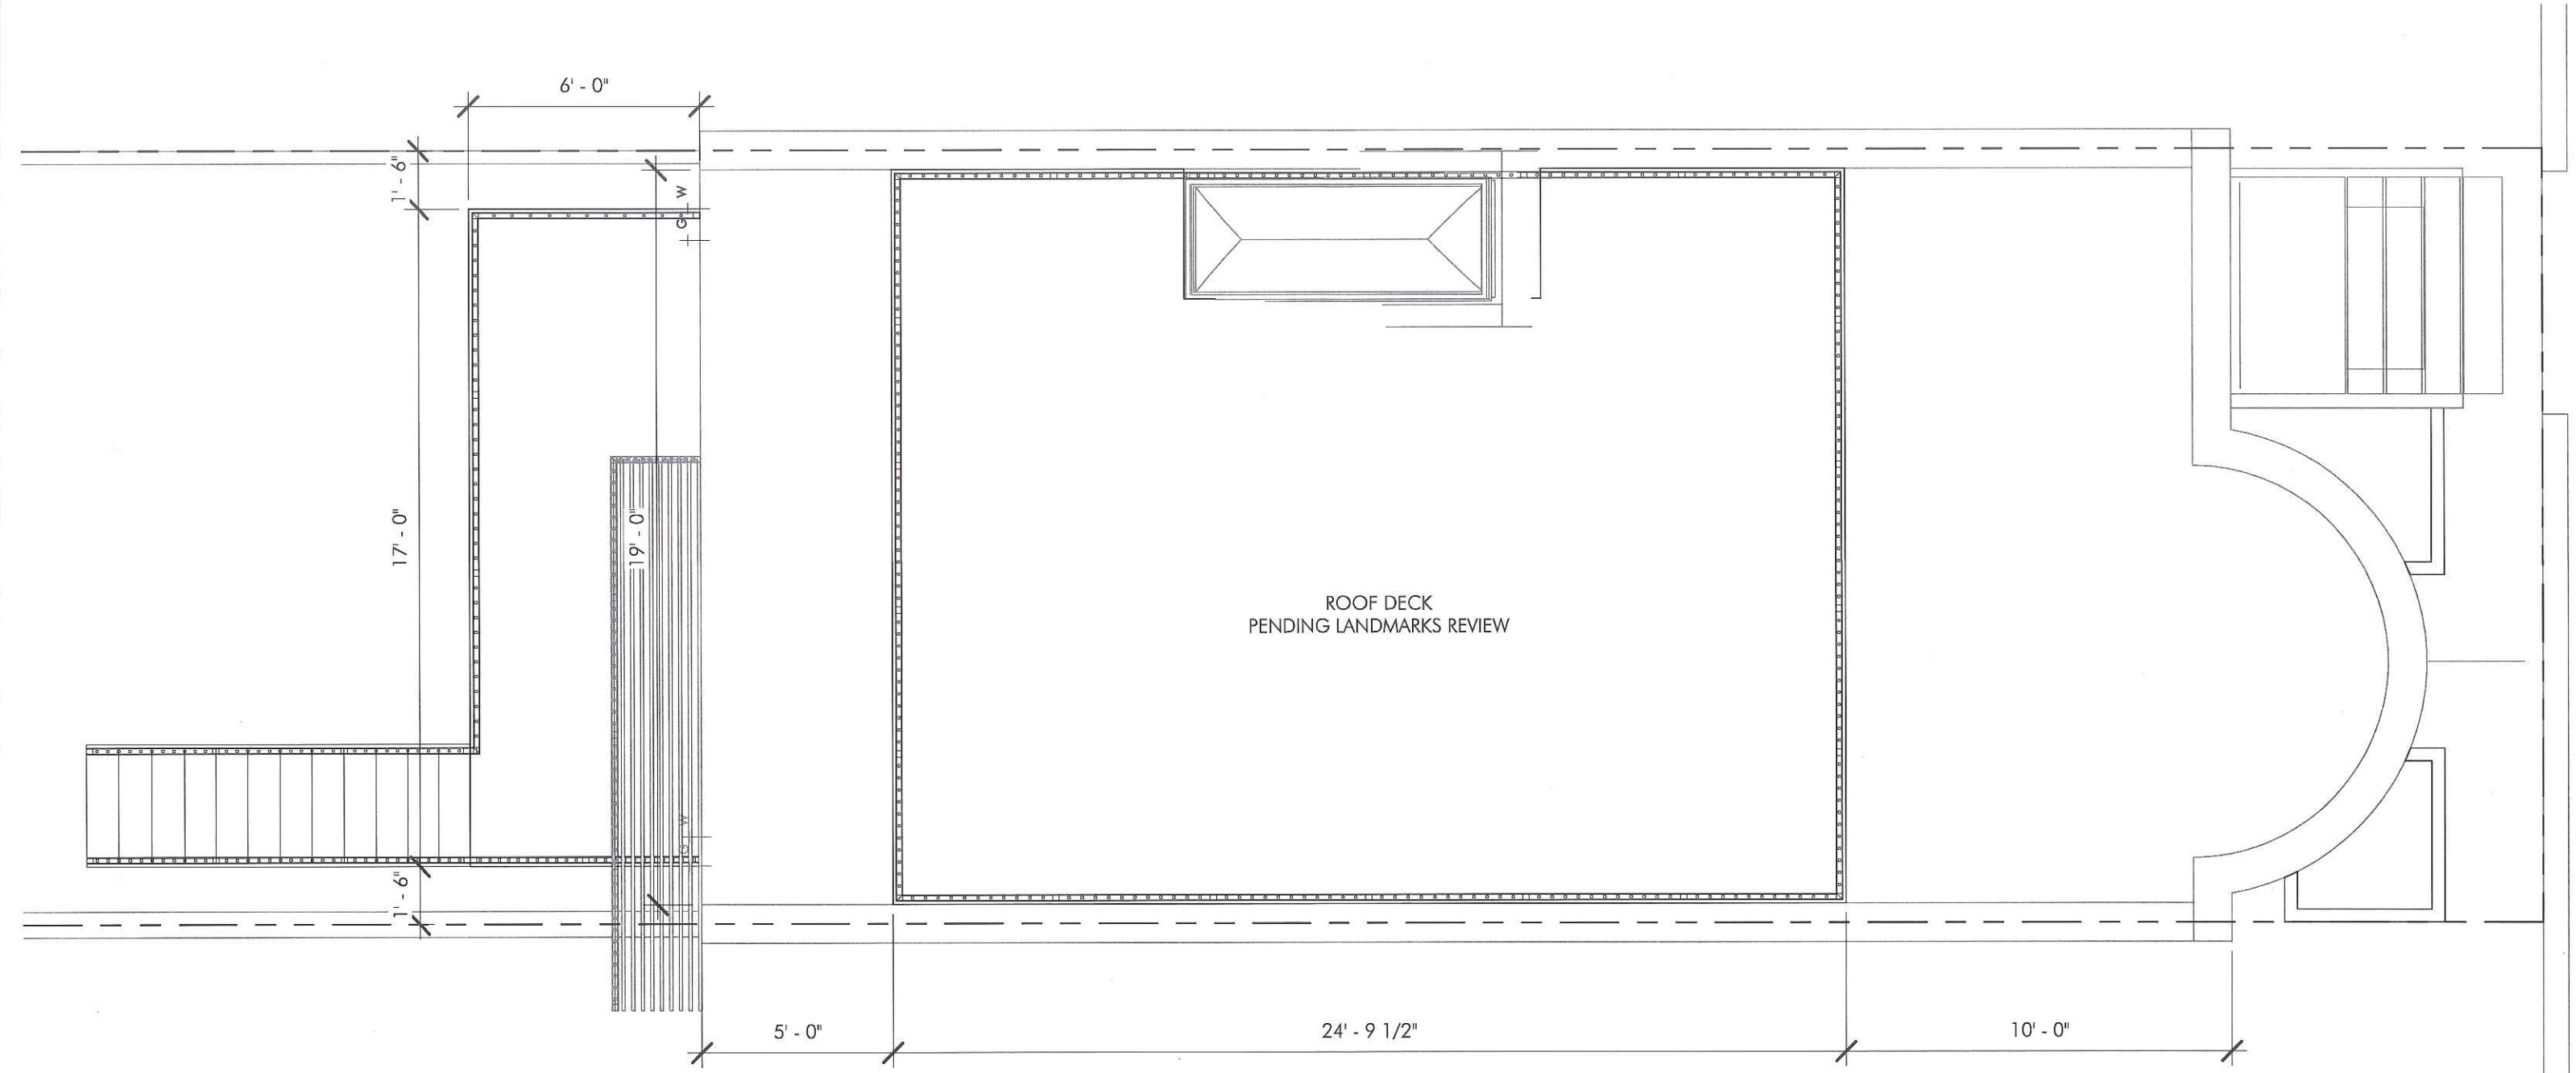 6' - 0"
1' - 6"
W
G
17' - 0"
19' - 0"
ROOF DECK
PENDING LANDMARKS REVIEW
W
G
1' - 6"
5' - 0"
24' - 9 1/2"
10' - 0"